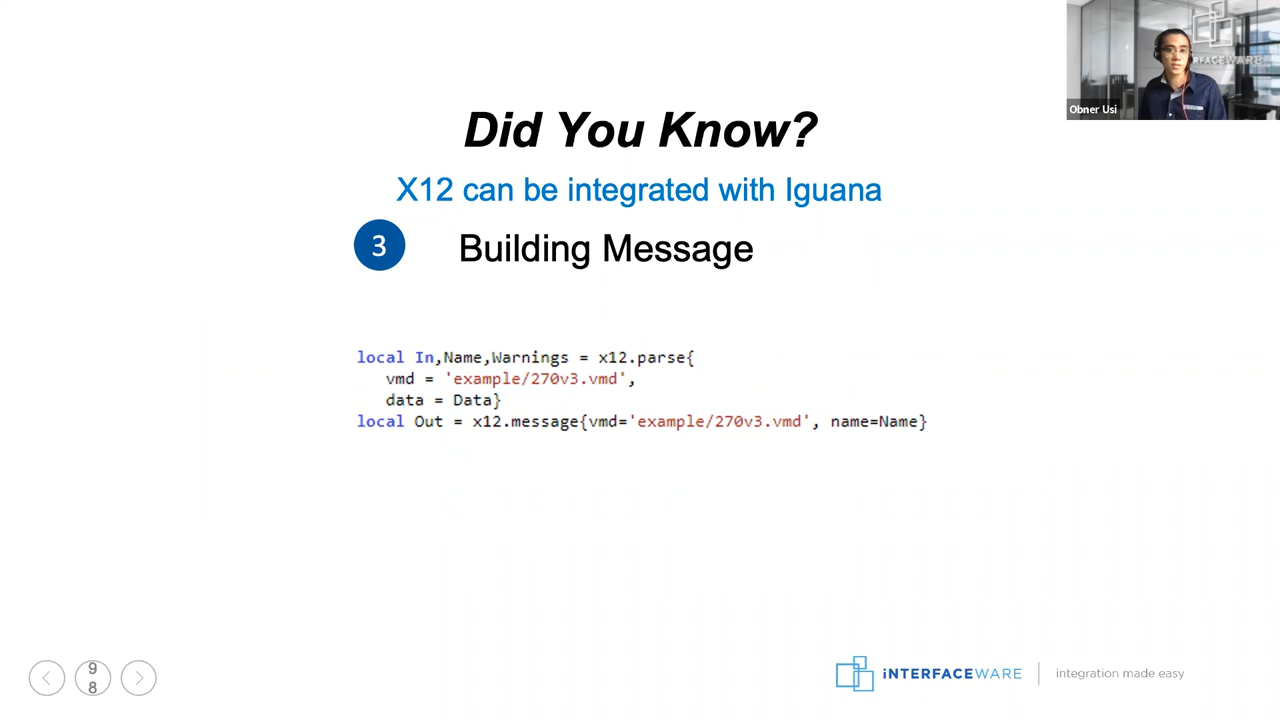 Did You Know?
X12 can be integrated with Iguana
3
Building Message
local In,Name,Warnings = x12.parse{
vmd = 'example/270v3.vmd',
data = Data}
local Out = x12.message{vmd='example/270v3.vmd', name=Name}
9
8
iNTERFACEWARE
integration made easy
RFACEWARE
Obner Usi